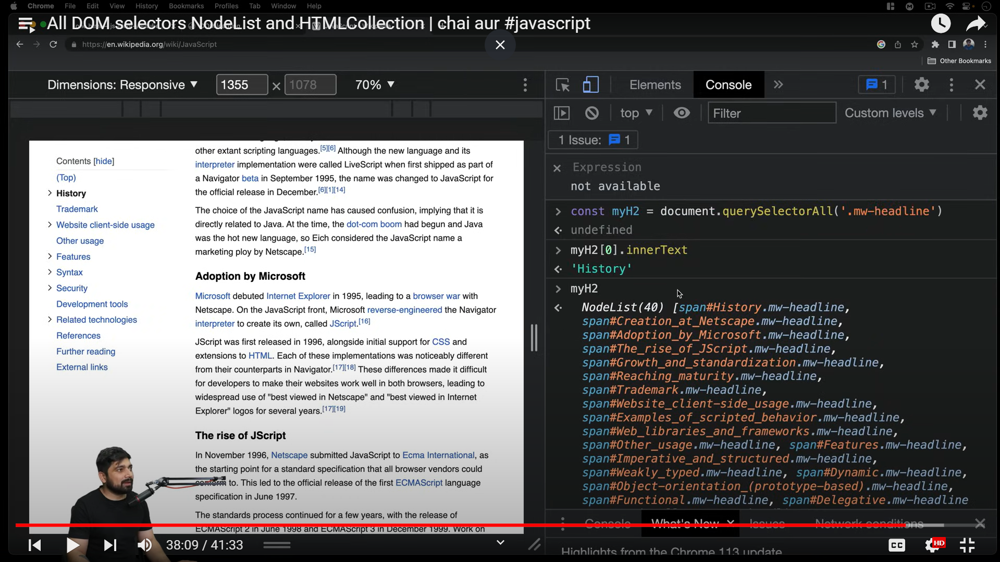 Chrome File Edit View History Bookmarks Profiles Tab Window Help
All DOM selectors NodeList and HTMLCollection | chai aur #javascript
https://en.wikipedia.org/wiki/JavaScript
Other Bookmarks
Dimensions: Responsive ▼ 1355 × 1078 70% ▼
Elements Console » 1
top ▼ Filter Custom levels ▼
1 Issue: 1
Contents [hide]
(Top)
History
Trademark
Website client-side usage
Other usage
Features
Syntax
Security
Development tools
Related technologies
References
Further reading
External links
other extant scripting languages.[5][6] Although the new language and its
interpreter implementation were called LiveScript when first shipped as part of
a Navigator beta in September 1995, the name was changed to JavaScript for
the official release in December.[6][1][14]
The choice of the JavaScript name has caused confusion, implying that it is
directly related to Java. At the time, the dot-com boom had begun and Java
was the hot new language, so Eich considered the JavaScript name a
marketing ploy by Netscape.[15]
Adoption by Microsoft
Microsoft debuted Internet Explorer in 1995, leading to a browser war with
Netscape. On the JavaScript front, Microsoft reverse-engineered the Navigator
interpreter to create its own, called JScript.[16]
JScript was first released in 1996, alongside initial support for CSS and
extensions to HTML. Each of these implementations was noticeably different
from their counterparts in Navigator.[17][18] These differences made it difficult
for developers to make their websites work well in both browsers, leading to
widespread use of "best viewed in Netscape" and "best viewed in Internet
Explorer" logos for several years.[17][19]
The rise of JScript
In November 1996, Netscape submitted JavaScript to Ecma International, as
the starting point for a standard specification that all browser vendors could
conform to. This led to the official release of the first ECMAScript language
specification in June 1997.
The standards process continued for a few years, with the release of
ECMAScript 2 in June 1998 and ECMAScript 3 in December 1999. Work on
Expression
not available
> const myH2 = document.querySelectorAll('.mw-headline')
undefined
> myH2[0].innerText
'History'
> myH2
NodeList(40) [span#History.mw-headline,
span#Creation_at_Netscape.mw-headline,
span#Adoption_by_Microsoft.mw-headline,
span#The_rise_of_JScript.mw-headline,
span#Growth_and_standardization.mw-headline,
span#Reaching_maturity.mw-headline,
span#Trademark.mw-headline,
span#Website_client-side_usage.mw-headline,
span#Examples_of_scripted_behavior.mw-headline,
span#Web_libraries_and_frameworks.mw-headline,
span#Other_usage.mw-headline, span#Features.mw-headline,
span#Imperative_and_structured.mw-headline,
span#Weakly_typed.mw-headline, span#Dynamic.mw-headline,
span#Object-orientation_(prototype-based).mw-headline,
span#Functional.mw-headline, span#Delegative.mw-headline
Console What's New × Issues Network conditions
Highlights from the Chrome 113 update
38:09 / 41:33
CC HD